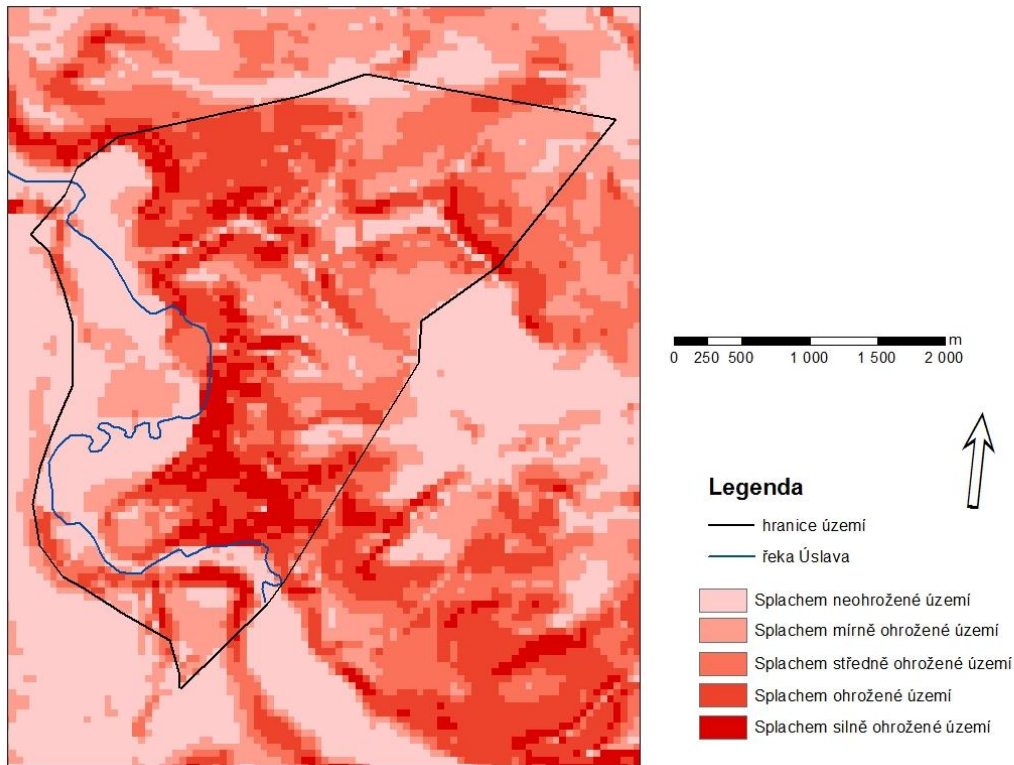 m
0 250 500 1 000 1 500 2 000
Legenda
hranice území
řeka Úslava
Splachem neohrožené území
Splachem mírně ohrožené území
Splachem středně ohrožené území
Splachem ohrožené území
Splachem silně ohrožené území